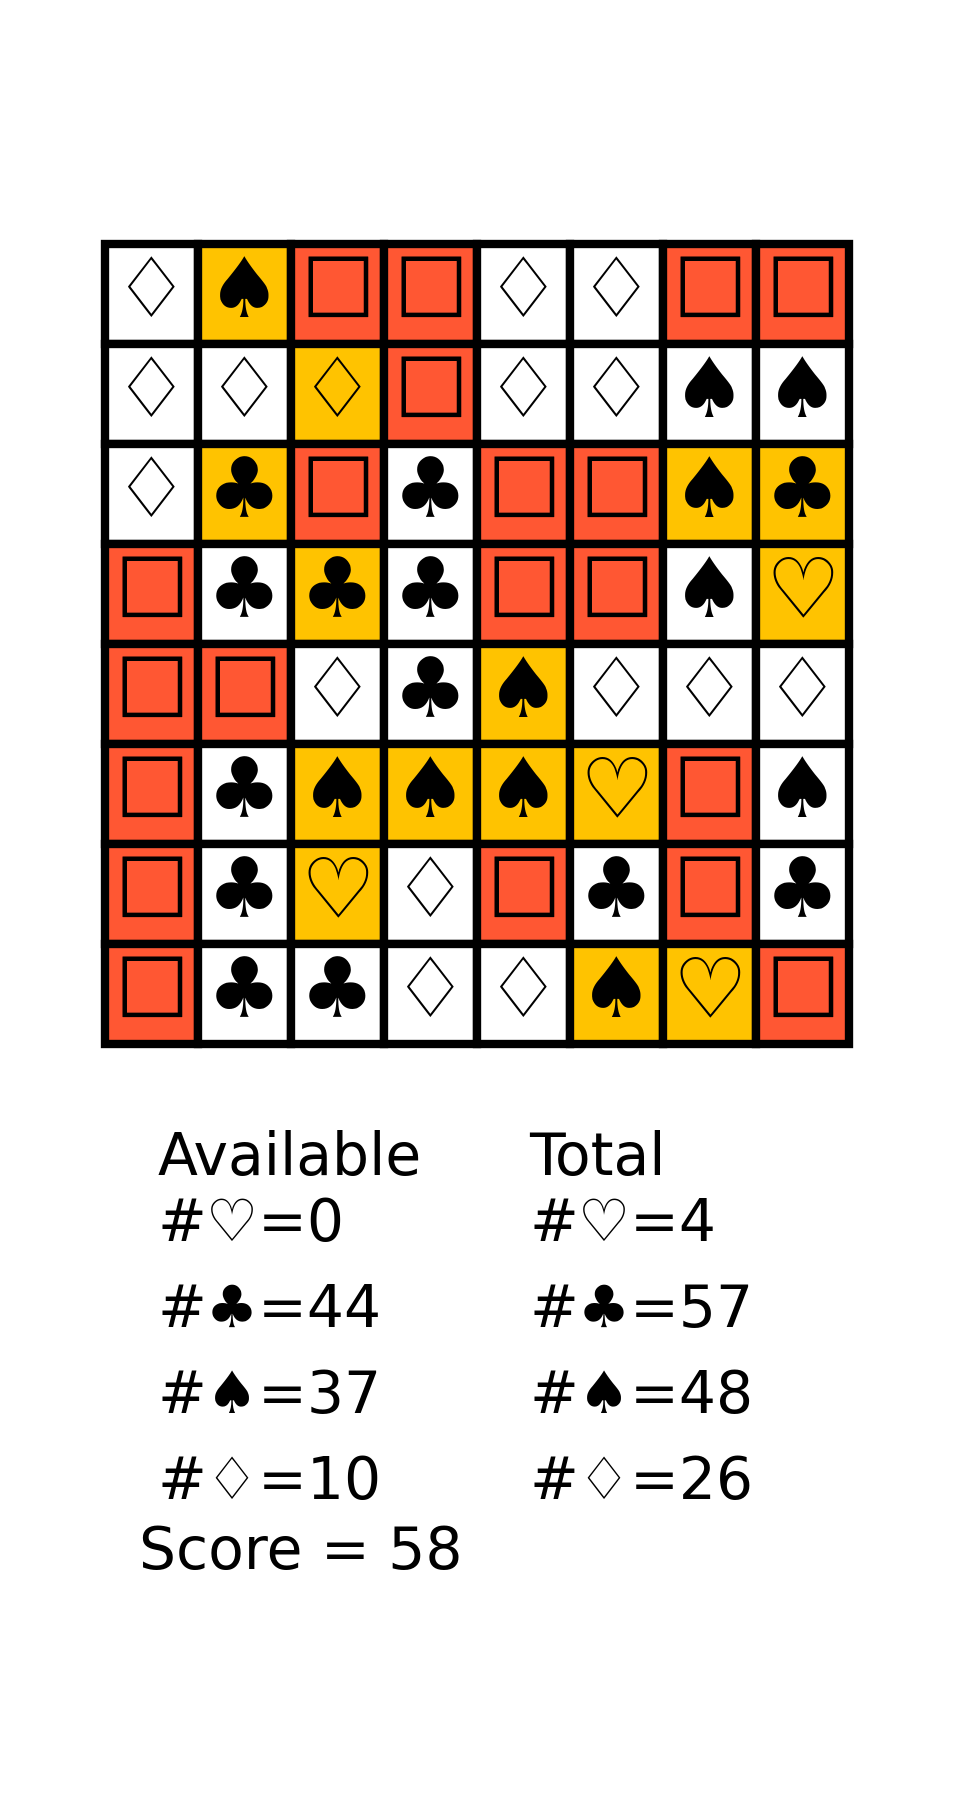 ♢ ♠ □ □ ♢ ♢ □ □
♢ ♢ ♢ □ ♢ ♢ ♠ ♠
♢ ♣ □ ♣ □ □ ♠ ♣
□ ♣ ♣ ♣ □ □ ♠ ♡
□ □ ♢ ♣ ♠ ♢ ♢ ♢
□ ♣ ♠ ♠ ♠ ♡ □ ♠
□ ♣ ♡ ♢ □ ♣ □ ♣
□ ♣ ♣ ♢ ♢ ♠ ♡ □
Available Total
#♡=0 #♡=4
#♣=44 #♣=57
#♠=37 #♠=48
#♢=10 #♢=26
Score = 58